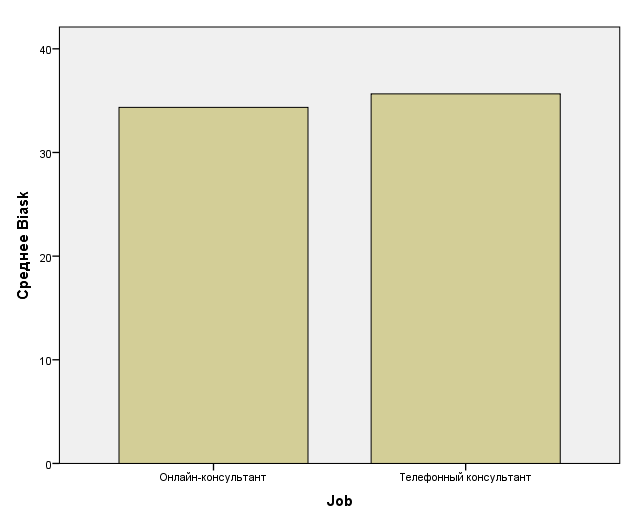 40
30
20
10
0
Среднее Biask
Онлайн-консультант
Телефонный консультант
Job